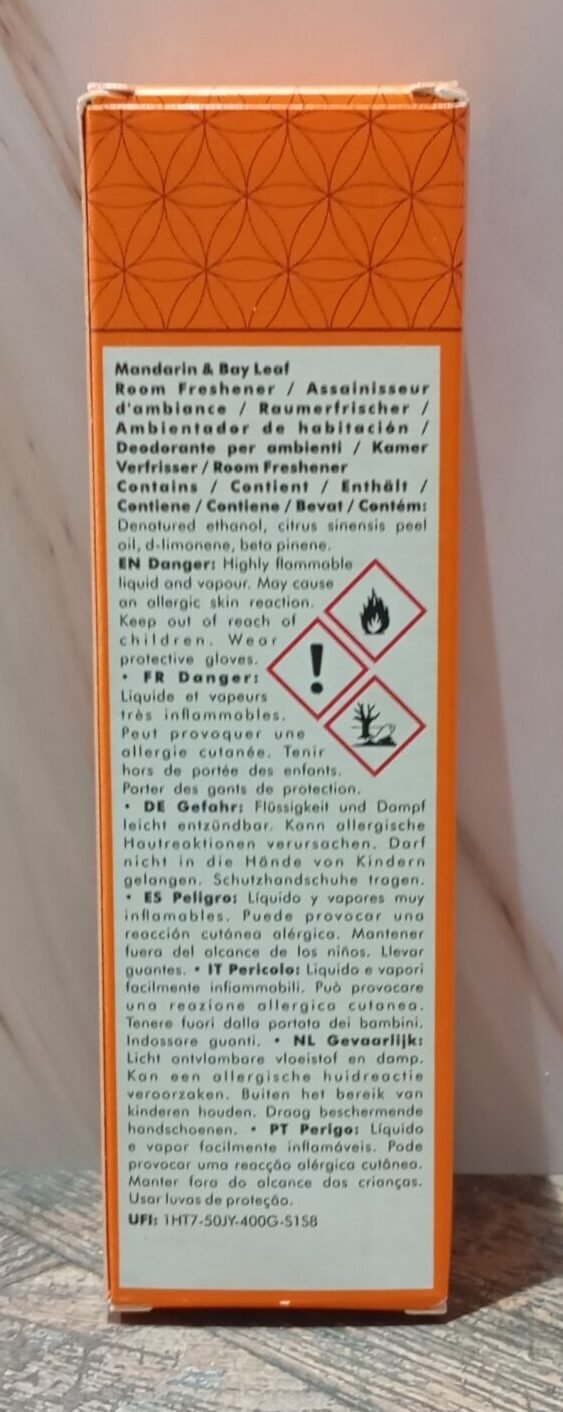 Mandarin & Bay Leaf
Room Freshener / Assainisseur
d'ambiance / Raumerfrischer /
Ambientador de habitación /
Deodorante per ambienti / Kamer
Verfrisser / Room Freshener
Contains / Contient / Enthält /
Contiene / Contiene / Bevat / Contém:
Denatured ethanol, citrus sinensis peel
oil, d-limonene, beta pinene.
EN Danger: Highly flammable
liquid and vapour. May cause
an allergic skin reaction.
Keep out of reach of
children. Wear
protective gloves.
• FR Danger:
Liquide et vapeurs
très inflammables.
Peut provoquer une
allergie cutanée. Tenir
hors de portée des enfants.
Porter des gants de protection.
• DE Gefahr: Flüssigkeit und Dampf
leicht entzündbar. Kann allergische
Hautreaktionen verursachen. Darf
nicht in die Hände von Kindern
gelangen. Schutzhandschuhe tragen.
• ES Peligro: Líquido y vapores muy
inflamables. Puede provocar una
reacción cutánea alérgica. Mantener
fuera del alcance de los niños. Llevar
guantes. • IT Pericolo: Liquido e vapori
facilmente infiammabili. Può provocare
una reazione allergica cutanea.
Tenere fuori dalla portata dei bambini.
Indossare guanti. • NL Gevaarlijk:
Licht ontvlambare vloeistof en damp.
Kan een allergische huidreactie
veroorzaken. Buiten het bereik van
kinderen houden. Draag beschermende
handschoenen. • PT Perigo: Líquido
e vapor facilmente inflamáveis. Pode
provocar uma reacção alérgica cutânea.
Manter fora do alcance das crianças.
Usar luvas de proteção.
UFI: 1HT7-50JY-400G-S1S8